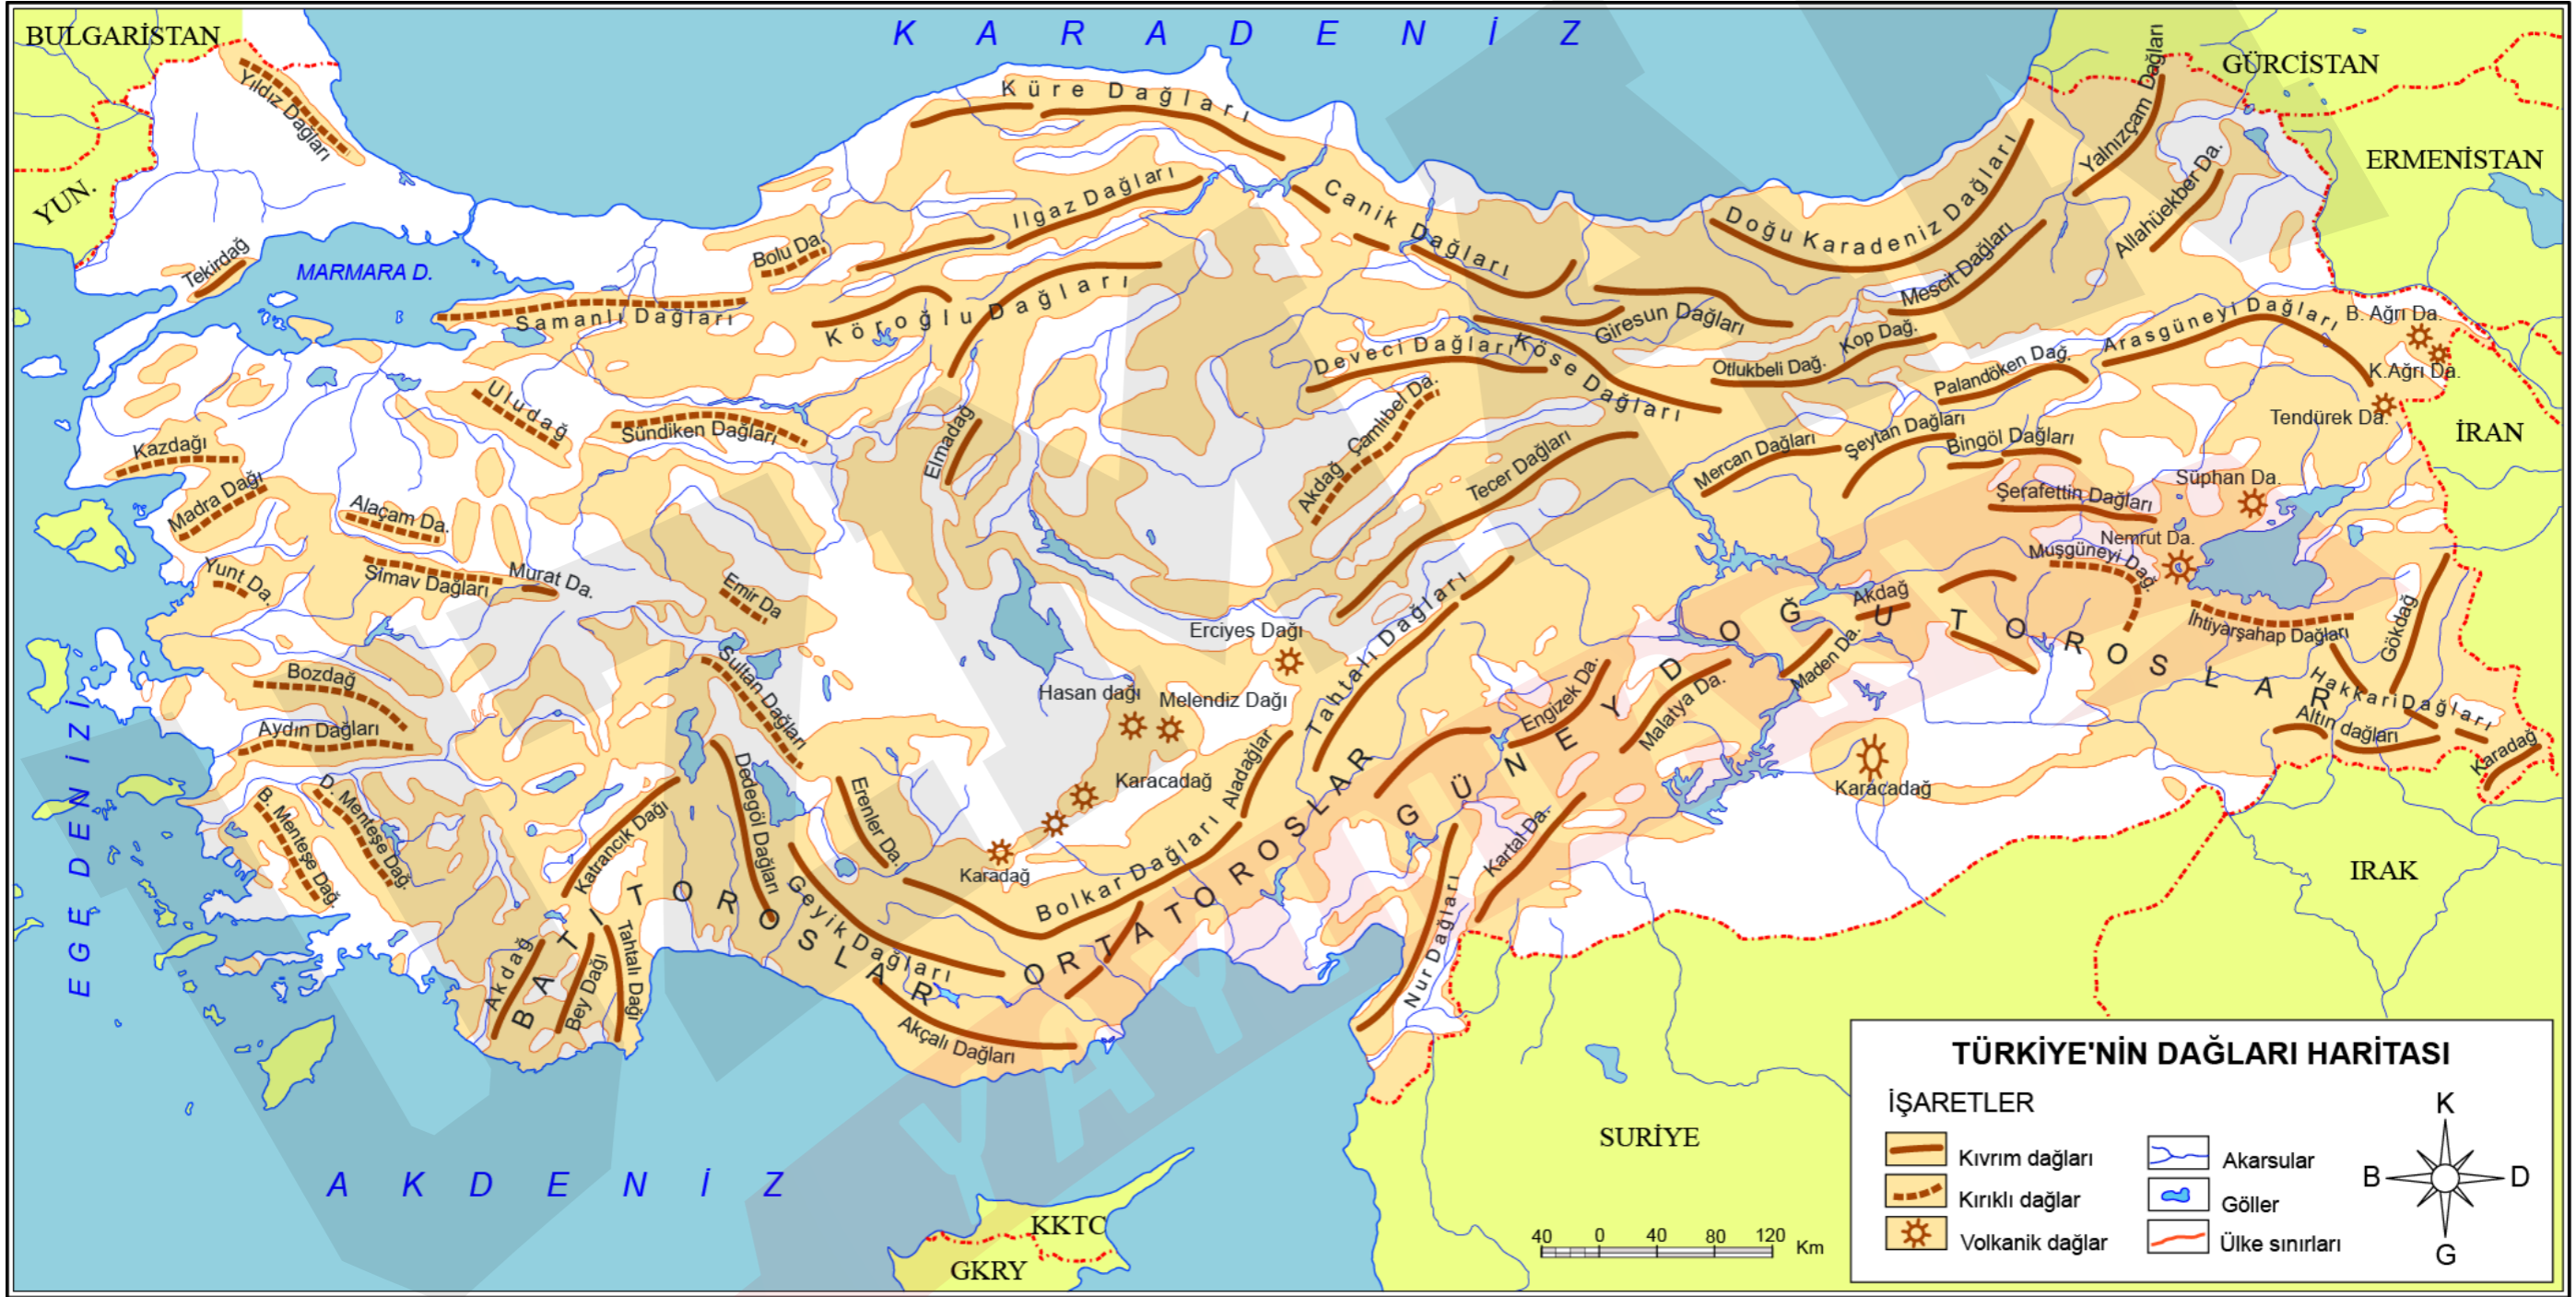 BULGARİSTAN
YUN.
K A R A D E N İ Z
GÜRCİSTAN
ERMENİSTAN
İRAN
IRAK
SURİYE
KKTC
GKRY
MARMARA D.
EGE DENİZİ
A K D E N İ Z
Yıldız Dağları
Tekirdağ
Samanlı Dağları
Bolu Da.
Küre Dağları
Ilgaz Dağları
Köroğlu Dağları
Canik Dağları
Giresun Dağları
Doğu Karadeniz Dağları
Yalnızçam Dağları
Allahüekber Da.
Mescit Dağları
Kop Dağ.
Otlukbeli Dağ.
Köse Dağları
Deveci Dağları
Çamlıbel Da.
Akdağ
Tecer Dağları
Palandöken Dağ.
Arasgüneyi Dağları
B. Ağrı Da.
K.Ağrı Da.
Tendürek Da.
Mercan Dağları
Şeytan Dağları
Bingöl Dağları
Şerafettin Dağları
Süphan Da.
Nemrut Da.
Muşgüneyi Dağ.
İhtiyarşahap Dağları
Gökdağ
Hakkari Dağları
Altın dağları
Karadağ
Uludağ
Sündiken Dağları
Elmadağ
Kazdağı
Madra Dağı
Alaçam Da.
Yunt Da.
Simav Dağları
Murat Da.
Emir Da
Sultan Dağları
Bozdağ
Aydın Dağları
B. Menteşe Dağ.
D. Menteşe Dağ.
Katrancık Dağı
Dedegöl Dağları
Erenler Da.
Geyik Dağları
Akdağ
Bey Dağı
Tahtalı Dağı
Akçalı Dağları
BATI TOROSLAR
Karadağ
Karacadağ
Hasan dağı
Melendiz Dağı
Erciyes Dağı
Bolkar Dağları
Aladağlar
Tahtalı Dağları
ORTA TOROSLAR
Nur Dağları
Kartal Da.
Engizek Da.
Malatya Da.
Maden Da.
Akdağ
Karacadağ
GÜNEYDOĞU TOROSLAR
TÜRKİYE'NİN DAĞLARI HARİTASI
İŞARETLER
Kıvrım dağları
Kırıklı dağlar
Volkanik dağlar
Akarsular
Göller
Ülke sınırları
K
B
D
G
40 0 40 80 120 Km